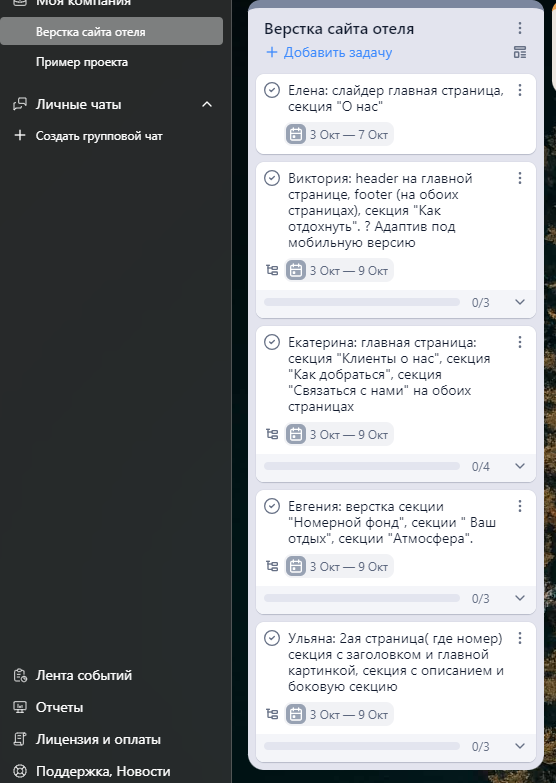 Моя компания
Верстка сайта отеля
Пример проекта
Личные чаты
Создать групповой чат
Лента событий
Отчеты
Лицензия и оплаты
Поддержка, Новости
Верстка сайта отеля
Добавить задачу
Елена: слайдер главная страница,
секция "О нас"
3 Окт — 7 Окт
Виктория: header на главной
странице, footer (на обоих
страницах), секция "Как
отдохнуть". ? Адаптив под
мобильную версию
3 Окт — 9 Окт
0/3
Екатерина: главная страница:
секция "Клиенты о нас", секция
"Как добраться", секция
"Связаться с нами" на обоих
страницах
3 Окт — 9 Окт
0/4
Евгения: верстка секции
"Номерной фонд", секции " Ваш
отдых", секции "Атмосфера".
3 Окт — 9 Окт
0/3
Ульяна: 2ая страница( где номер)
секция с заголовком и главной
картинкой, секция с описанием и
боковую секцию
3 Окт — 9 Окт
0/3